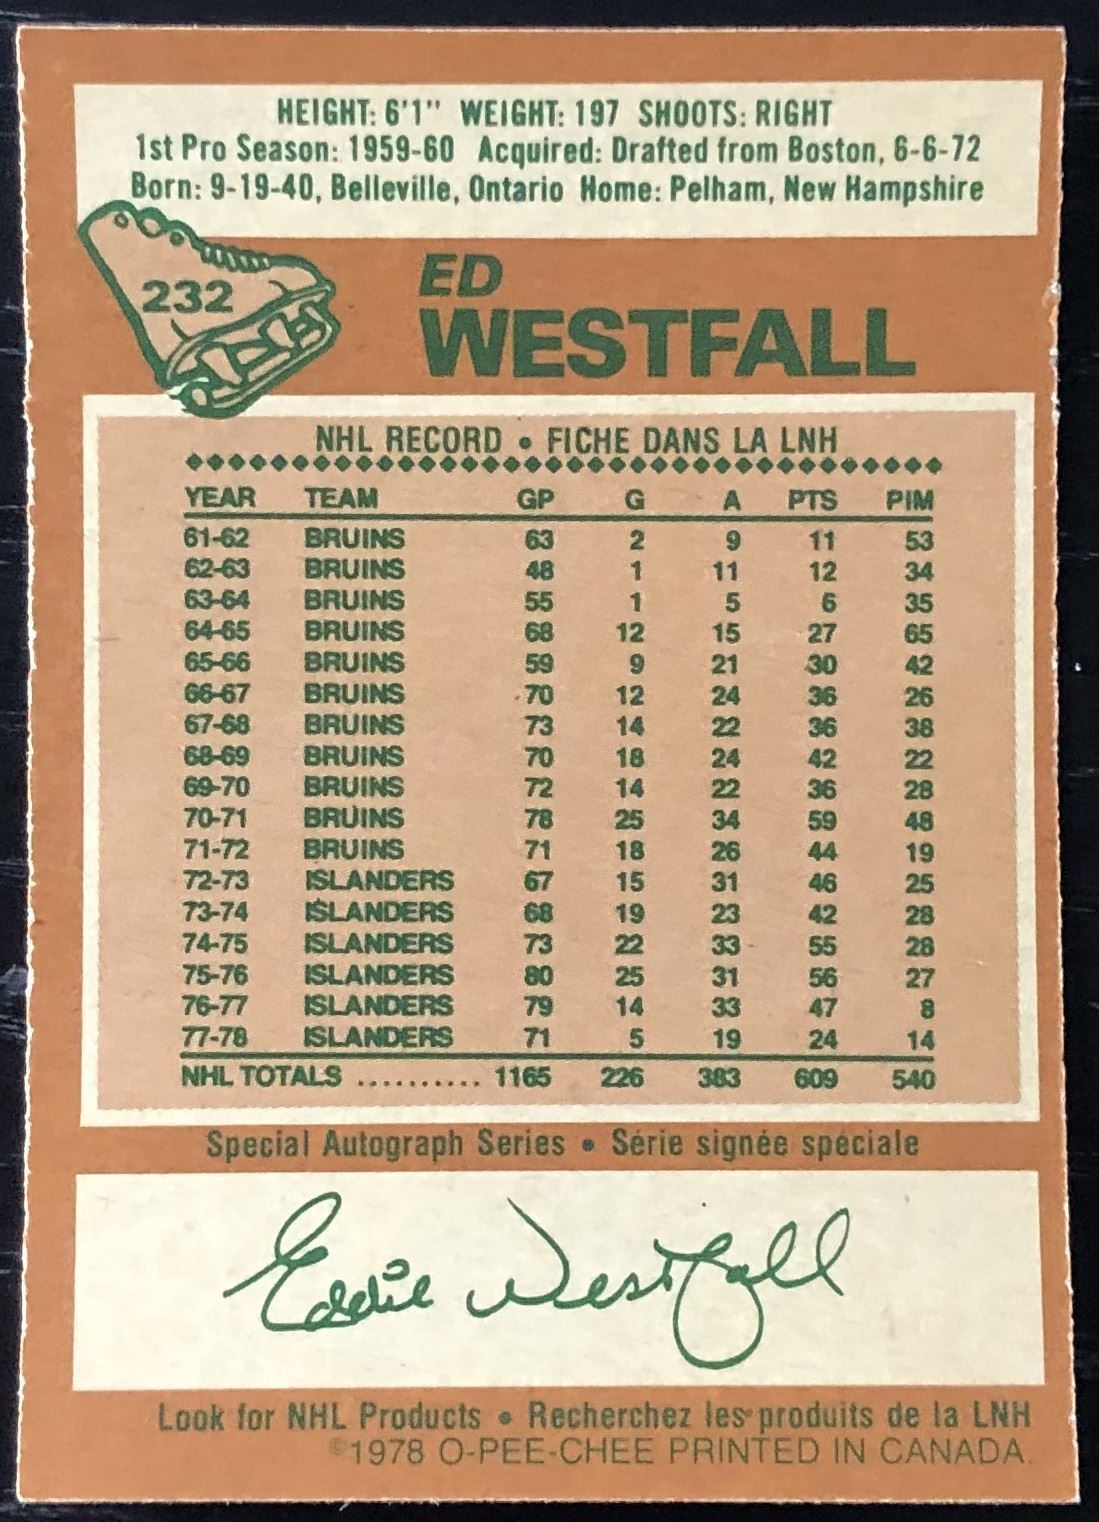 HEIGHT: 6'1" WEIGHT: 197 SHOOTS: RIGHT
1st Pro Season: 1959-60 Acquired: Drafted from Boston, 6-6-72
Born: 9-19-40, Belleville, Ontario Home: Pelham, New Hampshire
232
ED
WESTFALL
NHL RECORD • FICHE DANS LA LNH
YEAR TEAM GP G A PTS PIM
61-62 BRUINS 63 2 9 11 53
62-63 BRUINS 48 1 11 12 34
63-64 BRUINS 55 1 5 6 35
64-65 BRUINS 68 12 15 27 65
65-66 BRUINS 59 9 21 30 42
66-67 BRUINS 70 12 24 36 26
67-68 BRUINS 73 14 22 36 38
68-69 BRUINS 70 18 24 42 22
69-70 BRUINS 72 14 22 36 28
70-71 BRUINS 78 25 34 59 48
71-72 BRUINS 71 18 26 44 19
72-73 ISLANDERS 67 15 31 46 25
73-74 ISLANDERS 68 19 23 42 28
74-75 ISLANDERS 73 22 33 55 28
75-76 ISLANDERS 80 25 31 56 27
76-77 ISLANDERS 79 14 33 47 8
77-78 ISLANDERS 71 5 19 24 14
NHL TOTALS .......... 1165 226 383 609 540
Special Autograph Series • Série signée spéciale
Eddie Westfall
Look for NHL Products • Recherchez les produits de la LNH
©1978 O-PEE-CHEE PRINTED IN CANADA.